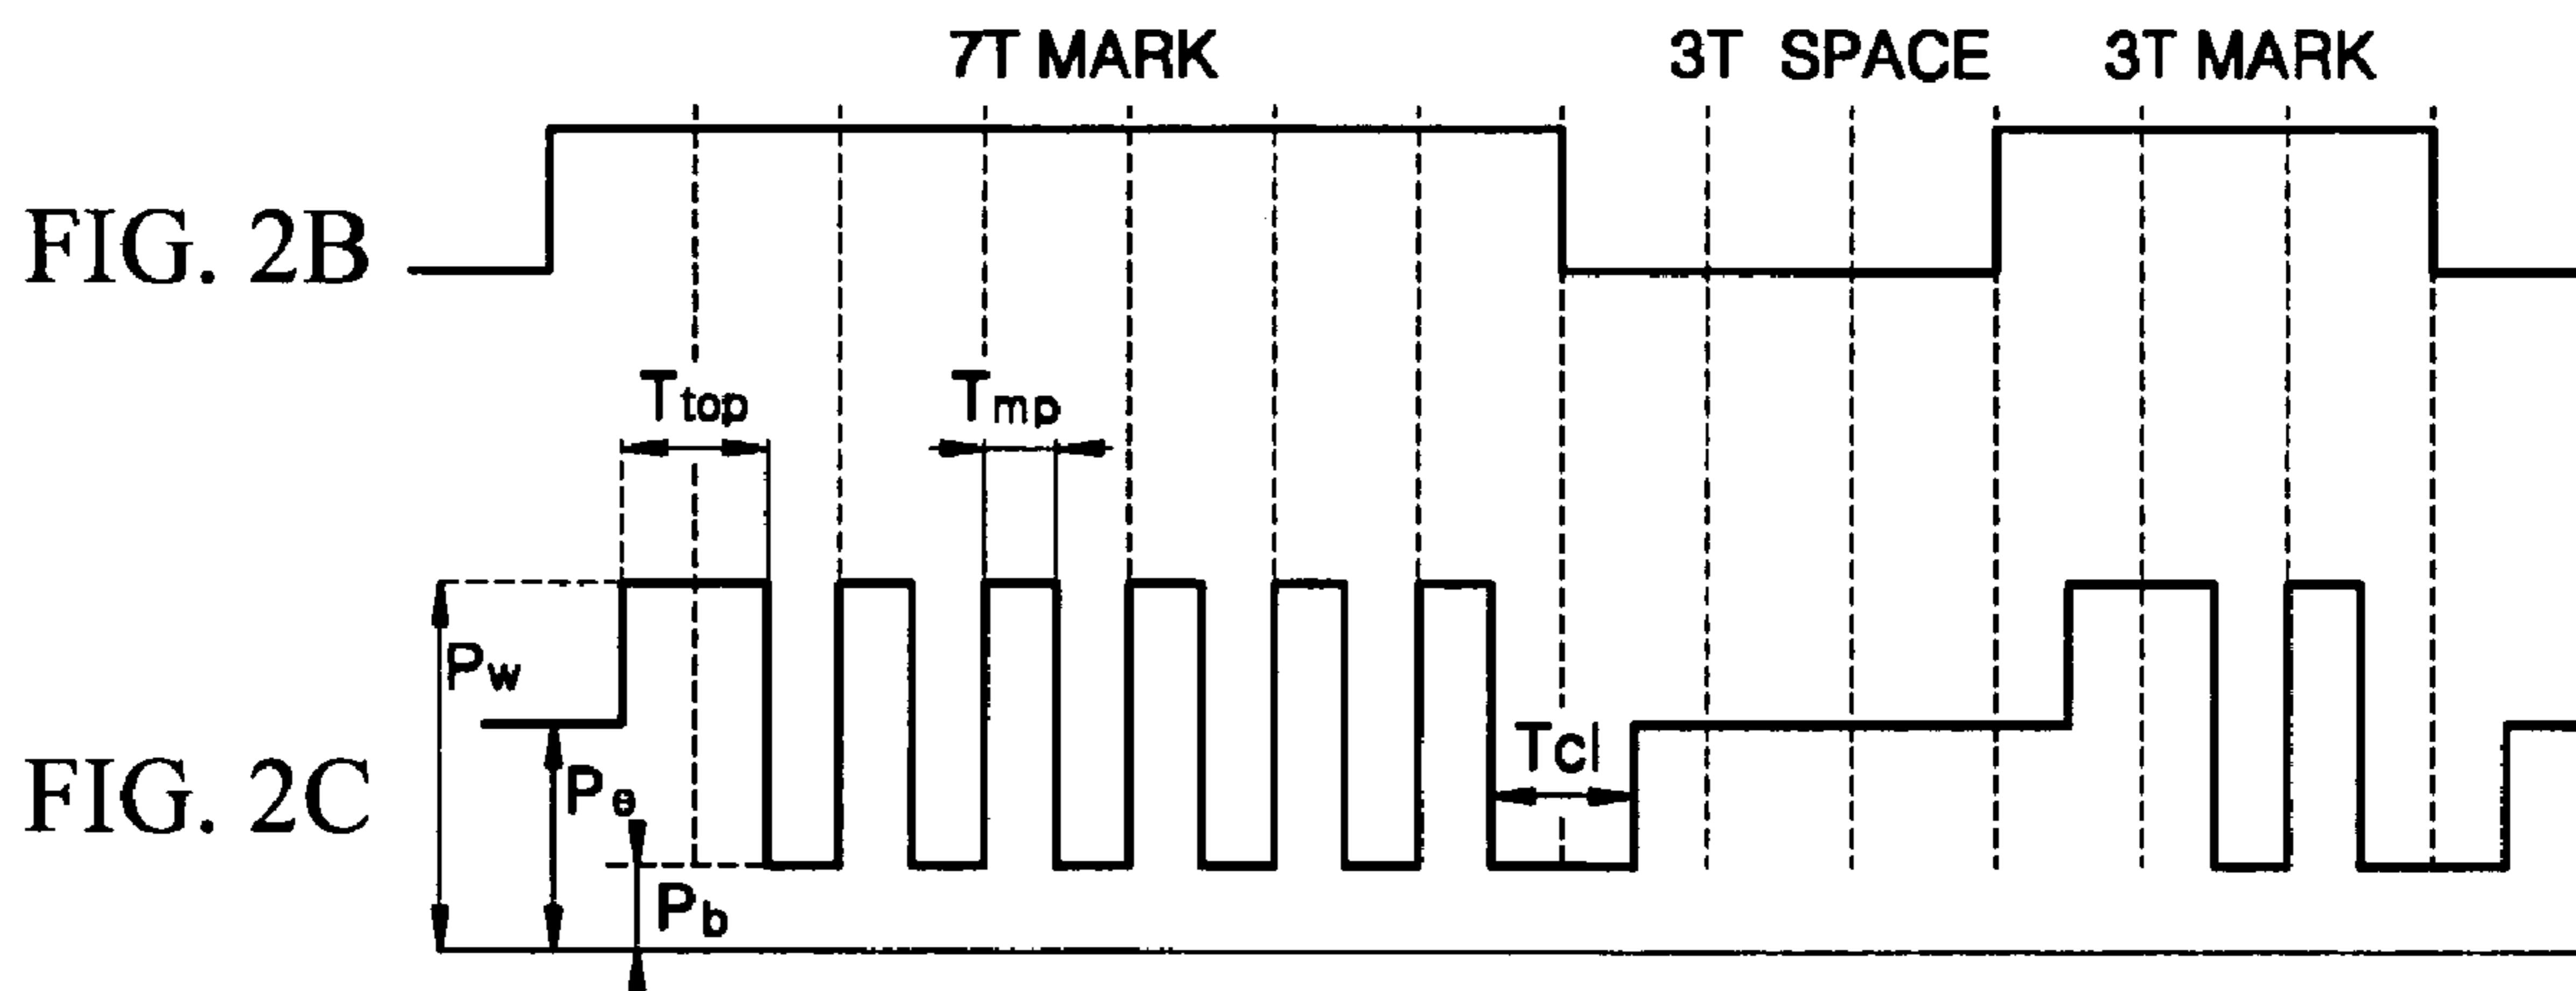 7T MARK 3T SPACE 3T MARK
FIG. 2B
Ttop Tmp
Pw
TCl
FIG. 2C
Pe
Pb